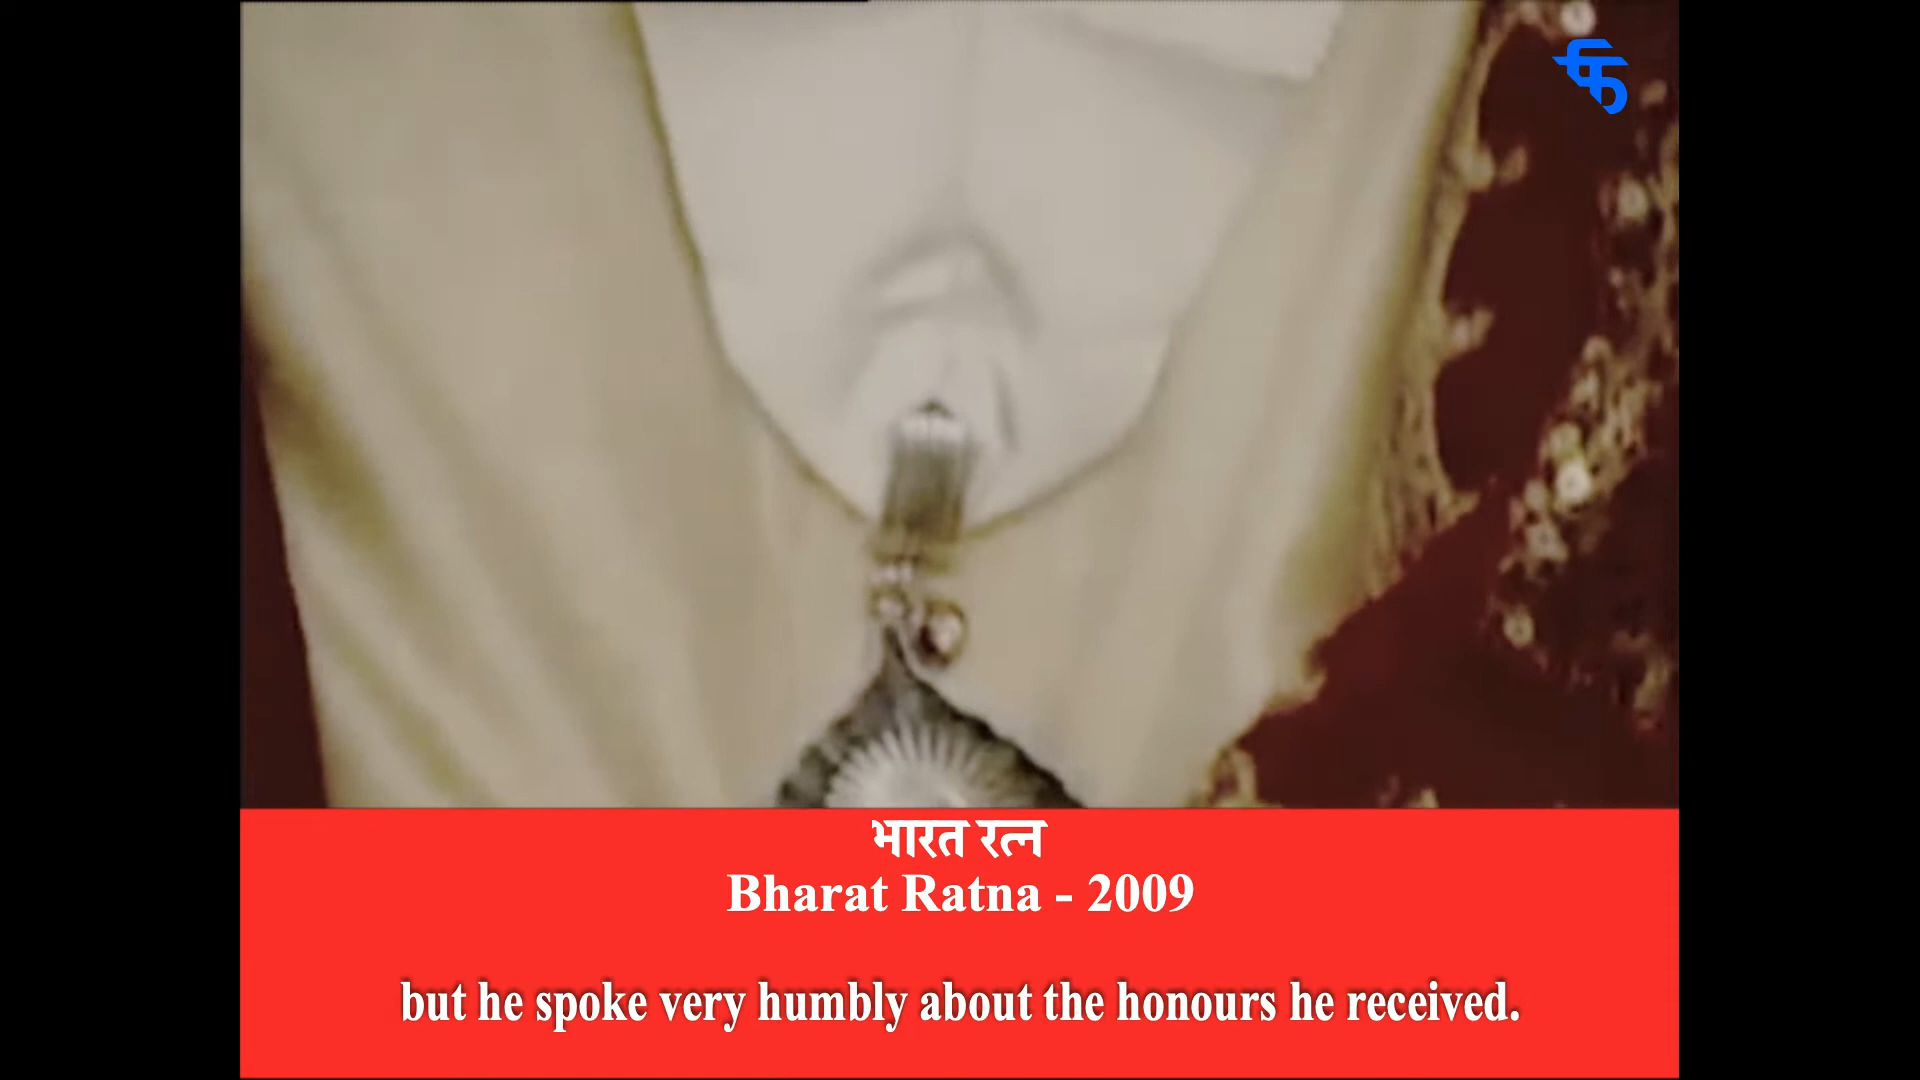 भारत रत्न
Bharat Ratna - 2009
but he spoke very humbly about the honours he received.